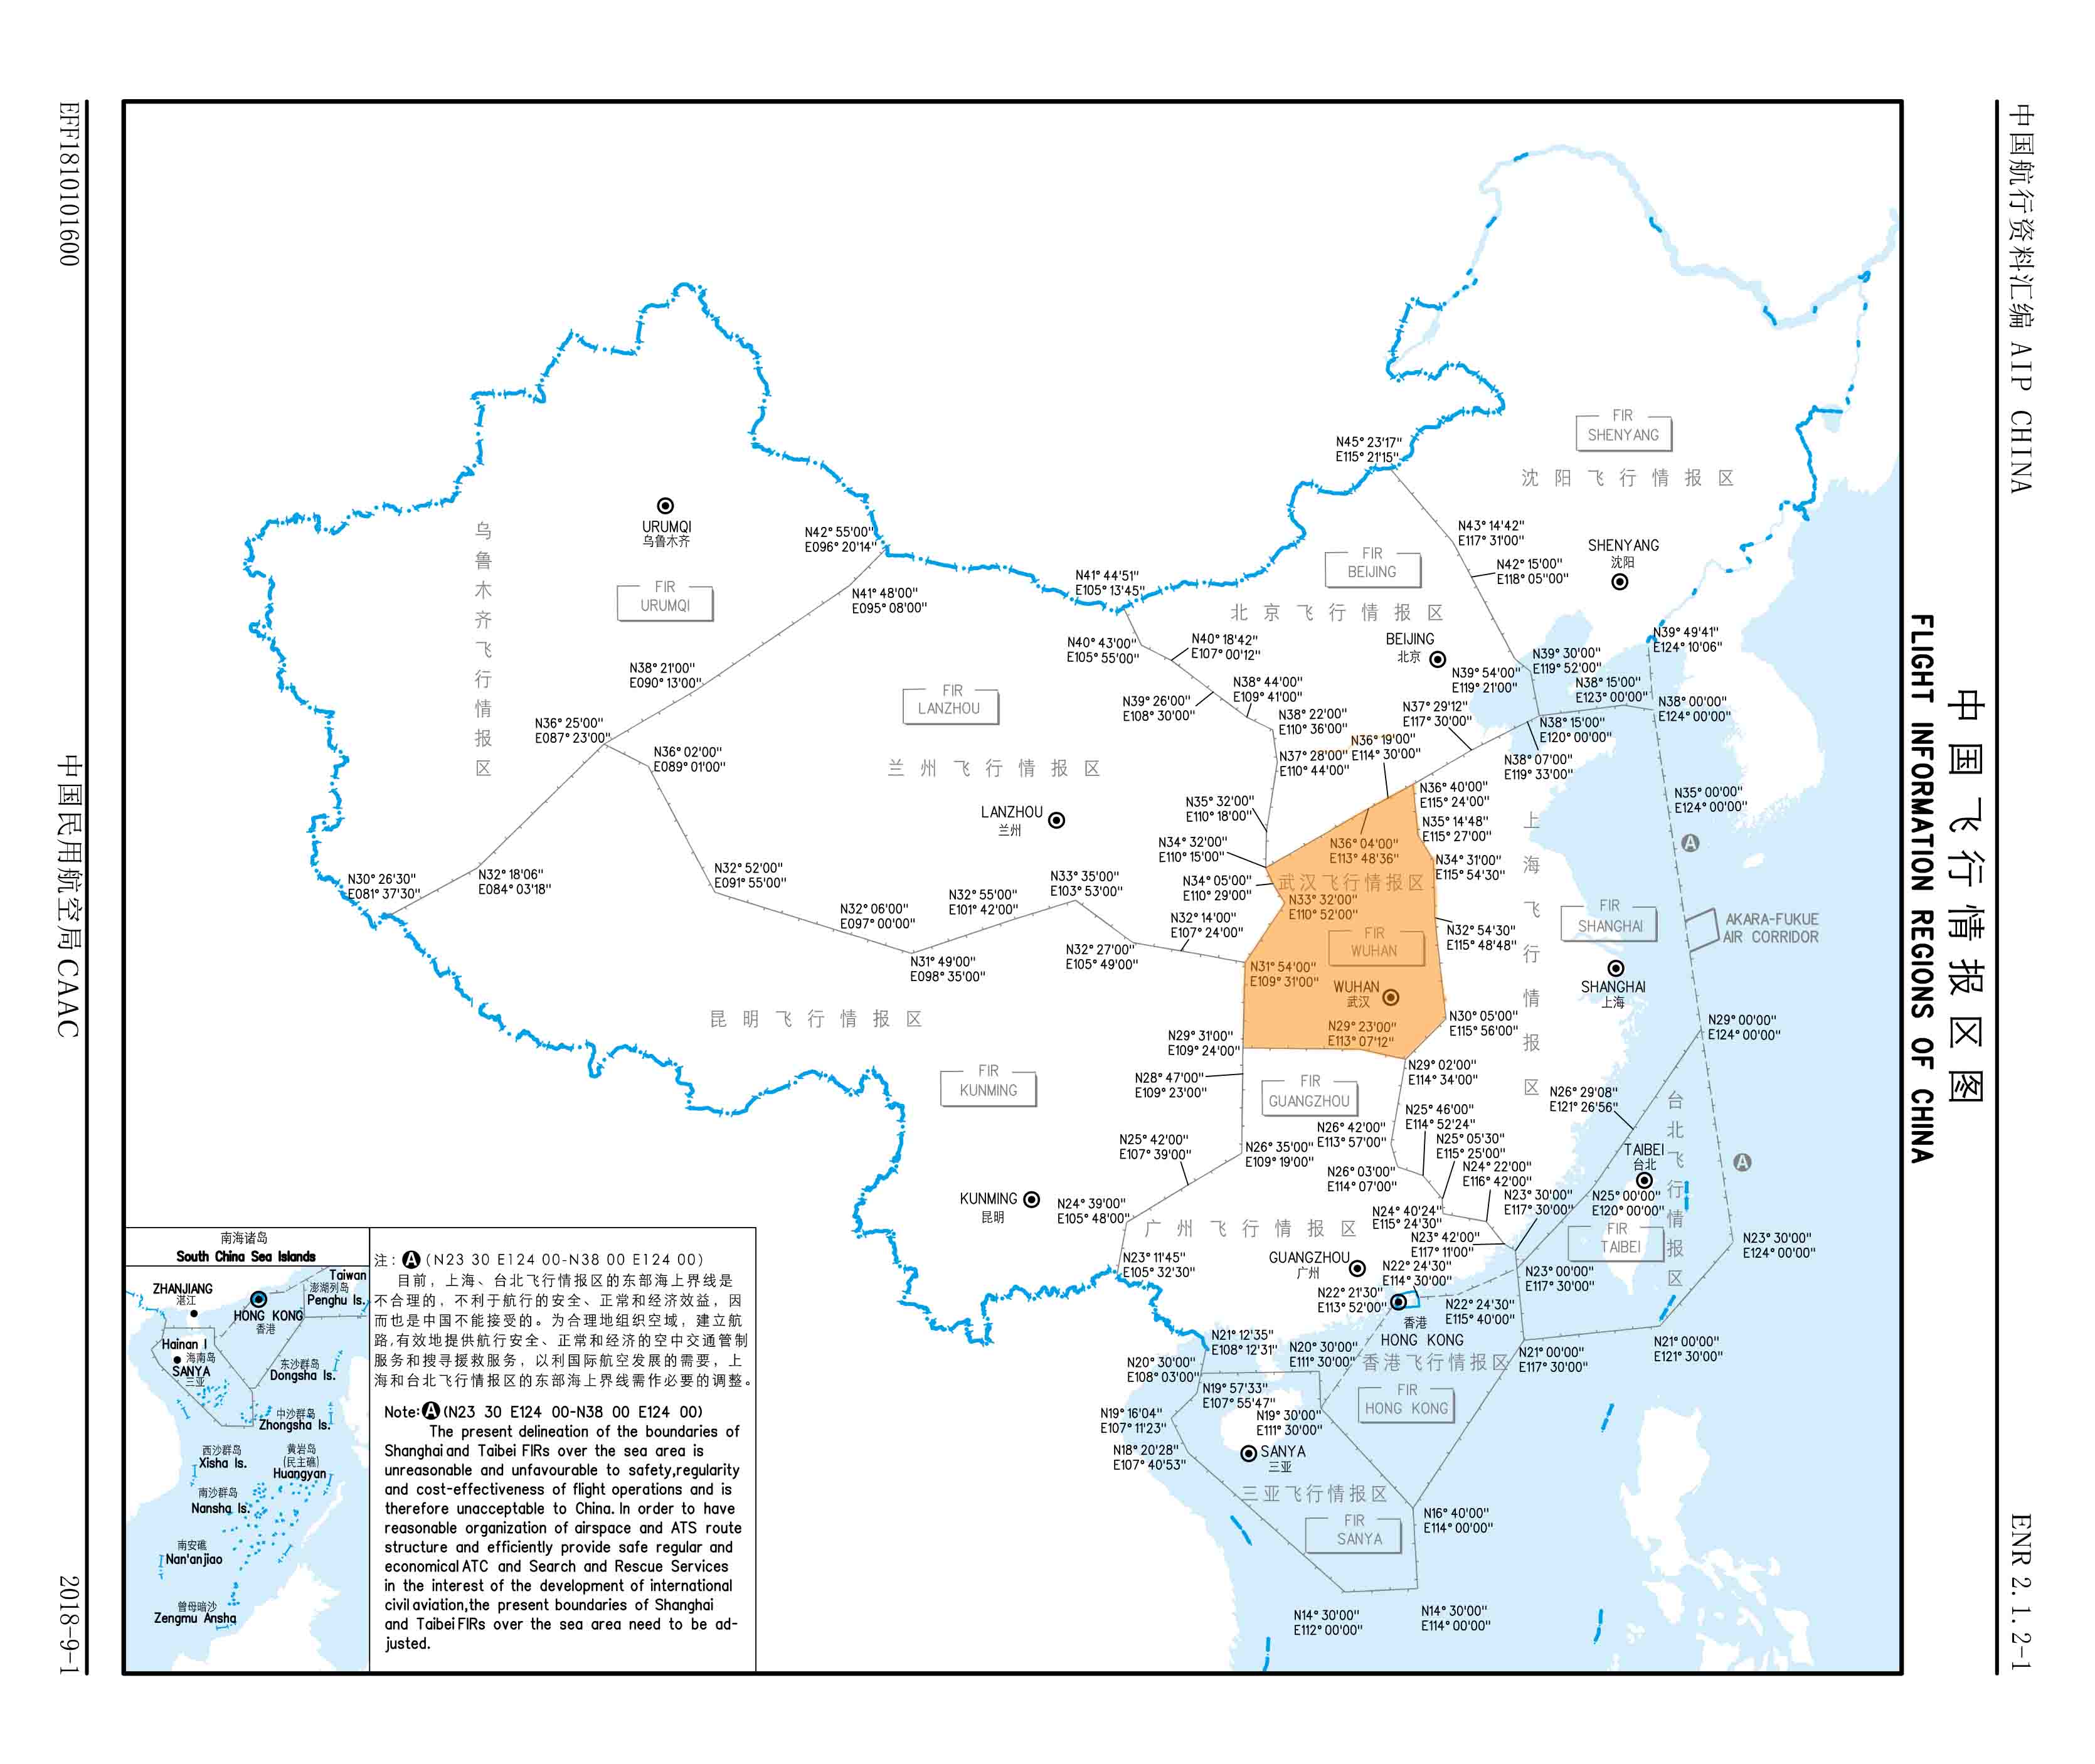 中国航行资料汇编 AIP CHINA
ENR 2.1.2-1
中国飞行情报区图
FLIGHT INFORMATION REGIONS OF CHINA
EFF1810101600
中国民用航空局CAAC
2018-9-1
FIR
SHENYANG
沈阳飞行情报区
N45°23'17"
E115°21'15"
N43°14'42"
E117°31'00"
SHENYANG
沈阳
N42°15'00"
E118°05'00"
URUMQI
乌鲁木齐
乌鲁木齐飞行情报区
FIR
URUMQI
N42°55'00"
E096°20'14"
N41°48'00"
E095°08'00"
N41°44'51"
E105°13'45"
FIR
BEIJING
北京飞行情报区
BEIJING
北京
N40°43'00"
E105°55'00"
N40°18'42"
E107°00'12"
N39°49'41"
E124°10'06"
N39°30'00"
E119°52'00"
N39°54'00"
E119°21'00"
N38°15'00"
E123°00'00"
N38°00'00"
E124°00'00"
N38°21'00"
E090°13'00"
FIR
LANZHOU
N39°26'00"
E108°30'00"
N38°44'00"
E109°41'00"
N38°22'00"
E110°36'00"
N37°29'12"
E117°30'00"
N38°15'00"
E120°00'00"
N36°25'00"
E087°23'00"
N36°02'00"
E089°01'00"
兰州飞行情报区
N37°28'00"
E110°44'00"
N36°19'00"
E114°30'00"
N38°07'00"
E119°33'00"
N36°40'00"
E115°24'00"
N35°00'00"
E124°00'00"
LANZHOU
兰州
N35°32'00"
E110°18'00"
N35°14'48"
E115°27'00"
上海飞行情报区
A
N34°32'00"
E110°15'00"
N36°04'00"
E113°48'36"
N34°31'00"
E115°54'30"
N30°26'30"
E081°37'30"
N32°18'06"
E084°03'18"
N32°52'00"
E091°55'00"
N33°35'00"
E103°53'00"
N34°05'00"
E110°29'00"
武汉飞行情报区
N32°06'00"
E097°00'00"
N32°55'00"
E101°42'00"
N32°14'00"
E107°24'00"
N33°32'00"
E110°52'00"
FIR
WUHAN
N32°54'30"
E115°48'48"
FIR
SHANGHAI
AKARA-FUKUE
AIR CORRIDOR
N31°49'00"
E098°35'00"
N32°27'00"
E105°49'00"
N31°54'00"
E109°31'00"
WUHAN
武汉
SHANGHAI
上海
昆明飞行情报区
N29°31'00"
E109°24'00"
N29°23'00"
E113°07'12"
N30°05'00"
E115°56'00"
N29°00'00"
E124°00'00"
FIR
KUNMING
N28°47'00"
E109°23'00"
FIR
GUANGZHOU
N29°02'00"
E114°34'00"
N26°29'08"
E121°26'56"
台北飞行情报区
N25°42'00"
E107°39'00"
N26°35'00"
E109°19'00"
N26°42'00"
E113°57'00"
N25°46'00"
E114°52'24"
N25°05'30"
E115°25'00"
TAIBEI
台北
A
N26°03'00"
E114°07'00"
N24°22'00"
E116°42'00"
KUNMING
昆明
N24°39'00"
E105°48'00"
广州飞行情报区
N24°40'24"
E115°24'30"
N23°30'00"
E117°30'00"
N25°00'00"
E120°00'00"
FIR
TAIBEI
N23°30'00"
E124°00'00"
N23°42'00"
E117°11'00"
N23°11'45"
E105°32'30"
GUANGZHOU
广州
N22°24'30"
E114°30'00"
N23°00'00"
E117°30'00"
N22°21'30"
E113°52'00"
N22°24'30"
E115°40'00"
香港
HONG KONG
N21°12'35"
E108°12'31"
N20°30'00"
E111°30'00"
香港飞行情报区
N21°00'00"
E117°30'00"
N21°00'00"
E121°30'00"
N20°30'00"
E108°03'00"
N19°57'33"
E107°55'47"
FIR
HONG KONG
N19°16'04"
E107°11'23"
N19°30'00"
E111°30'00"
N18°20'28"
E107°40'53"
SANYA
三亚
三亚飞行情报区
FIR
SANYA
N16°40'00"
E114°00'00"
N14°30'00"
E112°00'00"
N14°30'00"
E114°00'00"
南海诸岛
South China Sea Islands
ZHANJIANG
湛江
Taiwan
澎湖列岛
Penghu Is.
HONG KONG
香港
Hainan I
海南岛
SANYA
三亚
东沙群岛
Dongsha Is.
中沙群岛
Zhongsha Is.
西沙群岛
Xisha Is.
黄岩岛
(民主礁)
Huangyan
南沙群岛
Nansha Is.
南安礁
Nan'anjiao
曾母暗沙
Zengmu Ansha
注: A (N23 30 E124 00-N38 00 E124 00)
目前，上海、台北飞行情报区的东部海上界线是
不合理的，不利于航行的安全、正常和经济效益，因
而也是中国不能接受的。为合理地组织空域，建立航
路，有效地提供航行安全、正常和经济的空中交通管制
服务和搜寻援救服务，以利国际航空发展的需要，上
海和台北飞行情报区的东部海上界线需作必要的调整。
Note: A (N23 30 E124 00-N38 00 E124 00)
The present delineation of the boundaries of
Shanghai and Taibei FIRs over the sea area is
unreasonable and unfavourable to safety,regularity
and cost-effectiveness of flight operations and is
therefore unacceptable to China. In order to have
reasonable organization of airspace and ATS route
structure and efficiently provide safe regular and
economical ATC and Search and Rescue Services
in the interest of the development of international
civil aviation,the present boundaries of Shanghai
and Taibei FIRs over the sea area need to be ad-
justed.